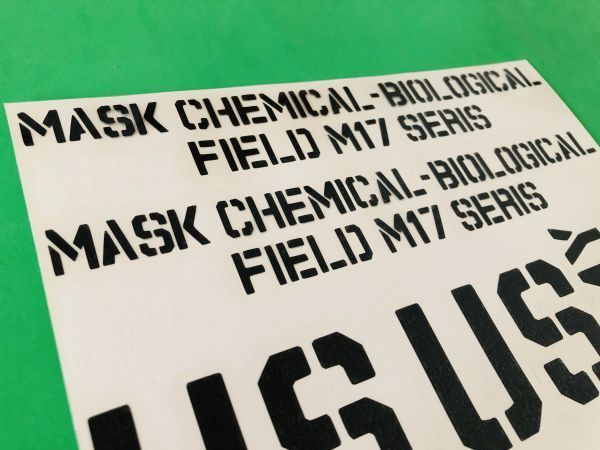 MASK CHEMICAL-BIOLOGICAL
FIELD M17 SERIS
MASK CHEMICAL-BIOLOGICAL
FIELD M17 SERIS
US US